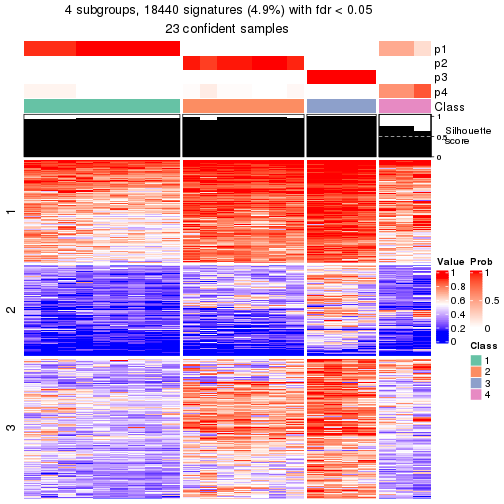 4 subgroups, 18440 signatures (4.9%) with fdr < 0.05
23 confident samples
p1
p2
p3
p4
Class
1
0.5
0
Silhouette
score
1
2
3
Value
1
0.8
0.6
0.4
0.2
0
Prob
1
0.5
0
Class
1
2
3
4